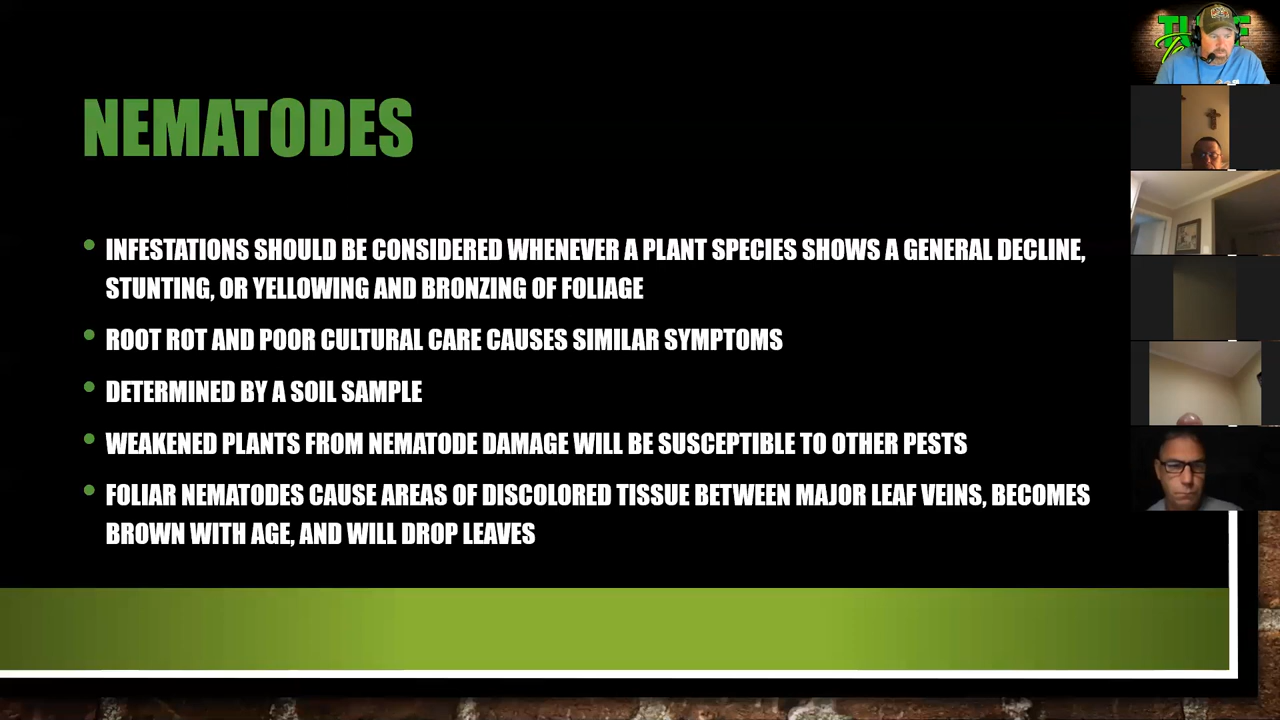 NEMATODES
INFESTATIONS SHOULD BE CONSIDERED WHENEVER A PLANT SPECIES SHOWS A GENERAL DECLINE,
STUNTING, OR YELLOWING AND BRONZING OF FOLIAGE
ROOT ROT AND POOR CULTURAL CARE CAUSES SIMILAR SYMPTOMS
DETERMINED BY A SOIL SAMPLE
WEAKENED PLANTS FROM NEMATODE DAMAGE WILL BE SUSCEPTIBLE TO OTHER PESTS
FOLIAR NEMATODES CAUSE AREAS OF DISCOLORED TISSUE BETWEEN MAJOR LEAF VEINS, BECOMES
BROWN WITH AGE, AND WILL DROP LEAVES